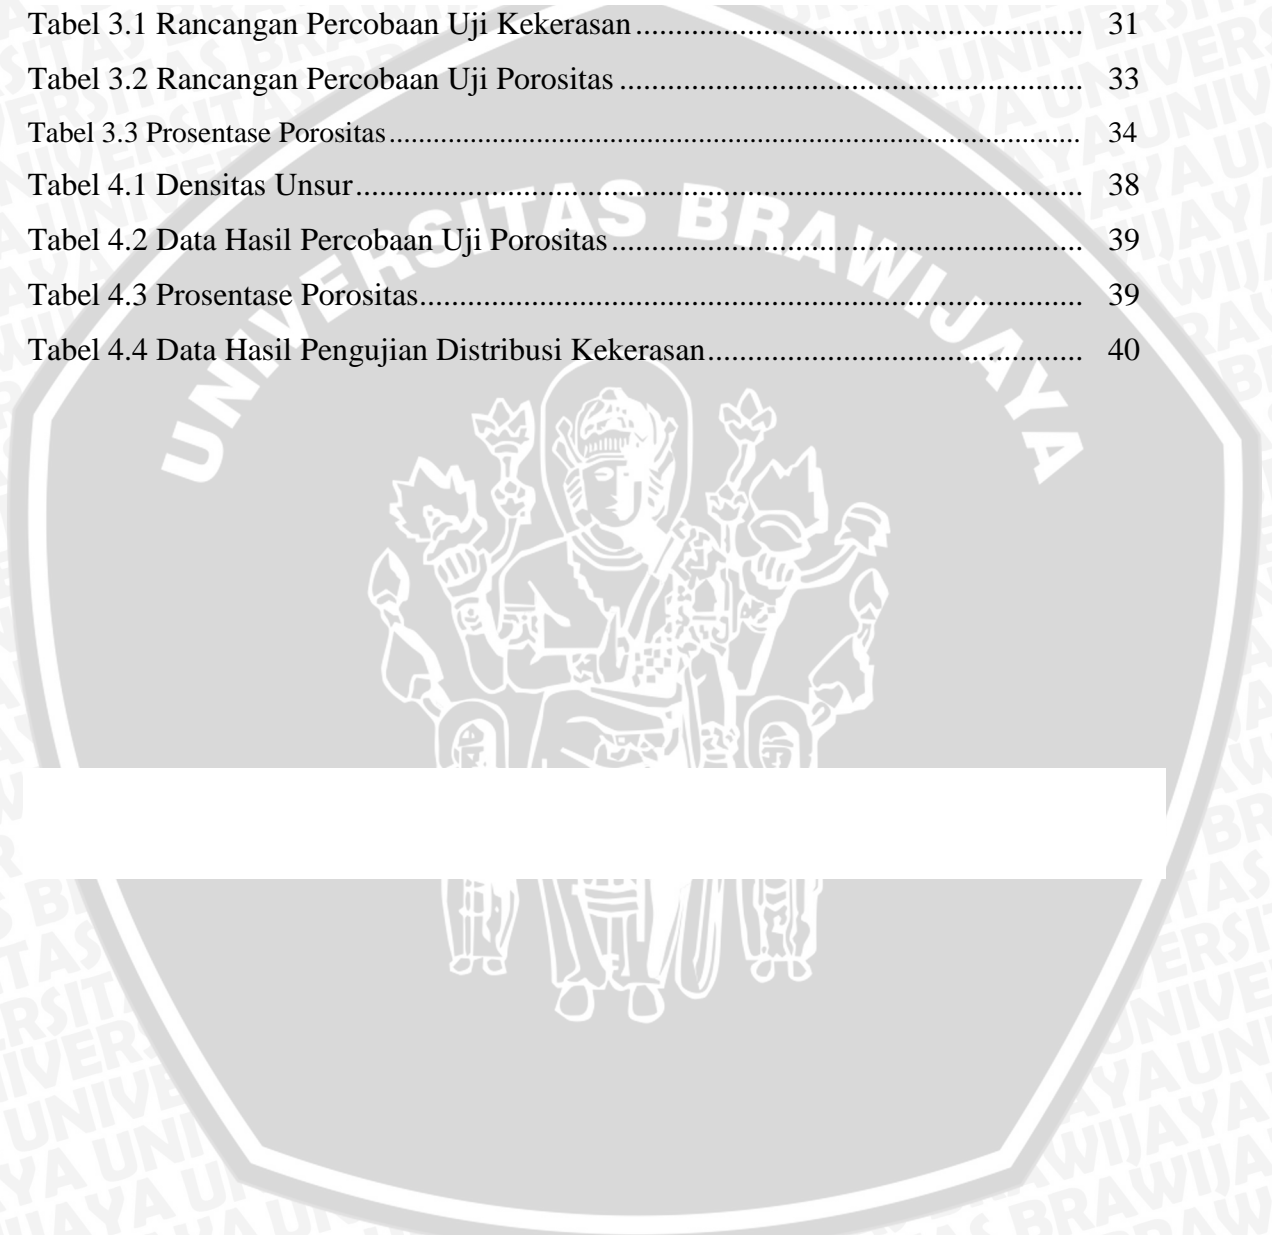 Tabel 3.1 Rancangan Percobaan Uji Kekerasan........................................................ 31
Tabel 3.2 Rancangan Percobaan Uji Porositas.......................................................... 33
Tabel 3.3 Prosentase Porositas................................................................................................ 34
Tabel 4.1 Densitas Unsur........................................................................................... 38
Tabel 4.2 Data Hasil Percobaan Uji Porositas........................................................... 39
Tabel 4.3 Prosentase Porositas................................................................................... 39
Tabel 4.4 Data Hasil Pengujian Distribusi Kekerasan............................................... 40
UNIVERSITAS BRAWIJAYA